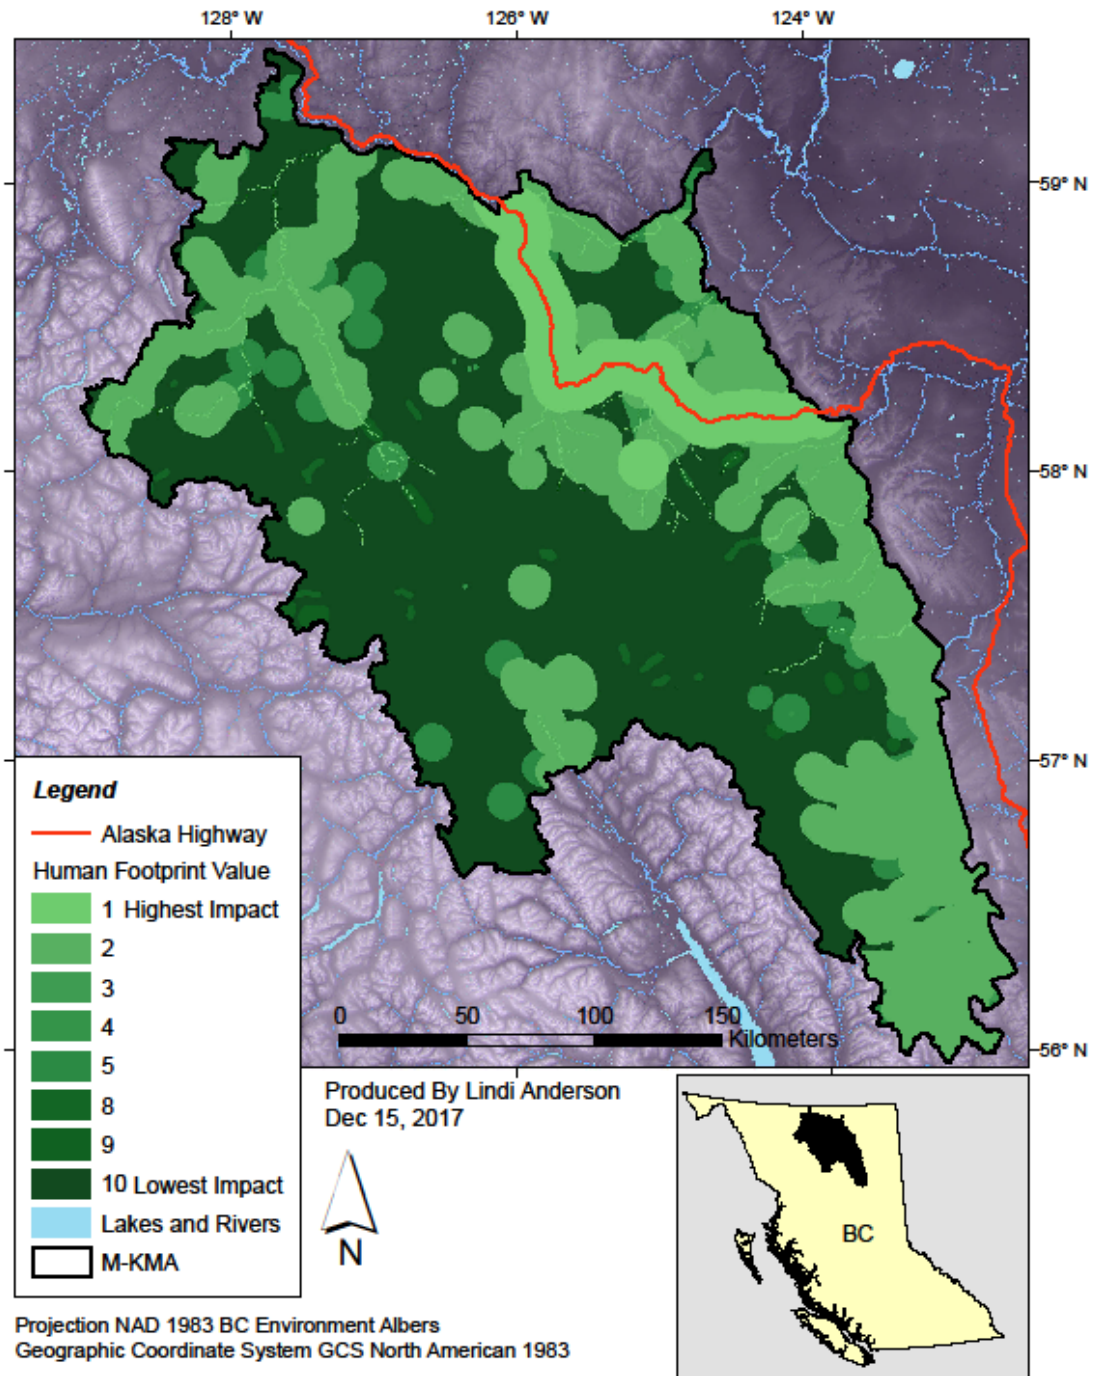 128° W 126° W 124° W
59° N
58° N
57° N
56° N
Legend
Alaska Highway
Human Footprint Value
1 Highest Impact
2
3
4
5
8
9
10 Lowest Impact
Lakes and Rivers
M-KMA
0 50 100 150
Kilometers
Produced By Lindi Anderson
Dec 15, 2017
N
BC
Projection NAD 1983 BC Environment Albers
Geographic Coordinate System GCS North American 1983